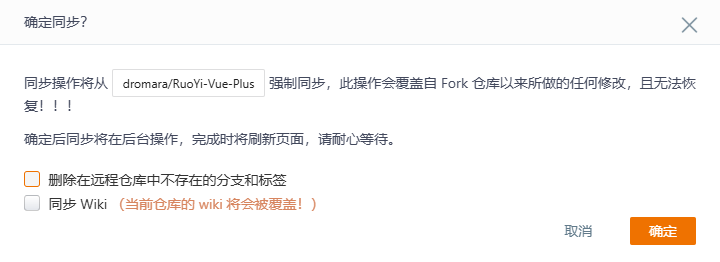 确定同步？
同步操作将从 dromara/RuoYi-Vue-Plus 强制同步，此操作会覆盖自 Fork 仓库以来所做的任何修改，且无法恢
复！！！
确定后同步将在后台操作，完成时将刷新页面，请耐心等待。
删除在远程仓库中不存在的分支和标签
同步 Wiki （当前仓库的 wiki 将会被覆盖！）
取消 确定